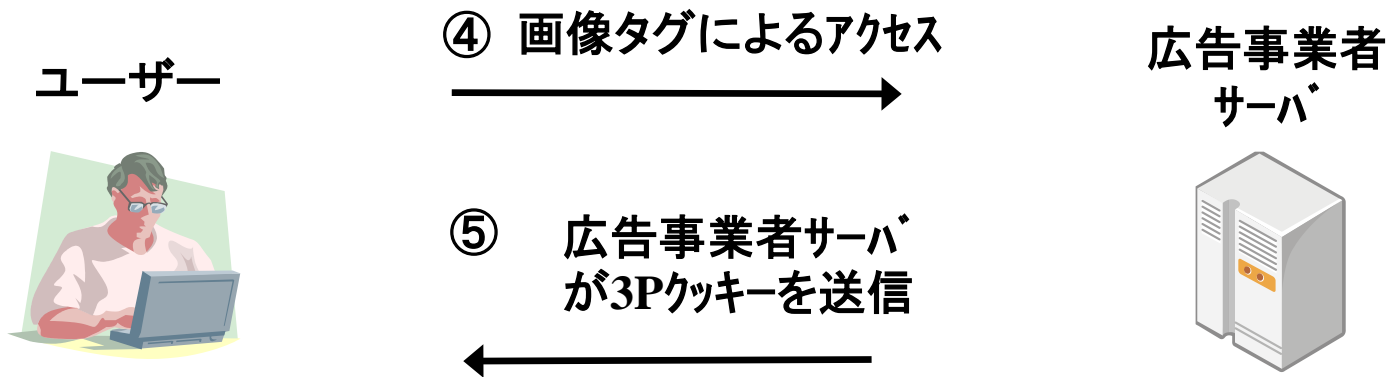 ユーザー
④ 画像タグによるｱｸｾｽ
広告事業者
ｻｰﾊﾞ
⑤ 広告事業者ｻｰﾊﾞ
が3Pｸｯｷｰを送信